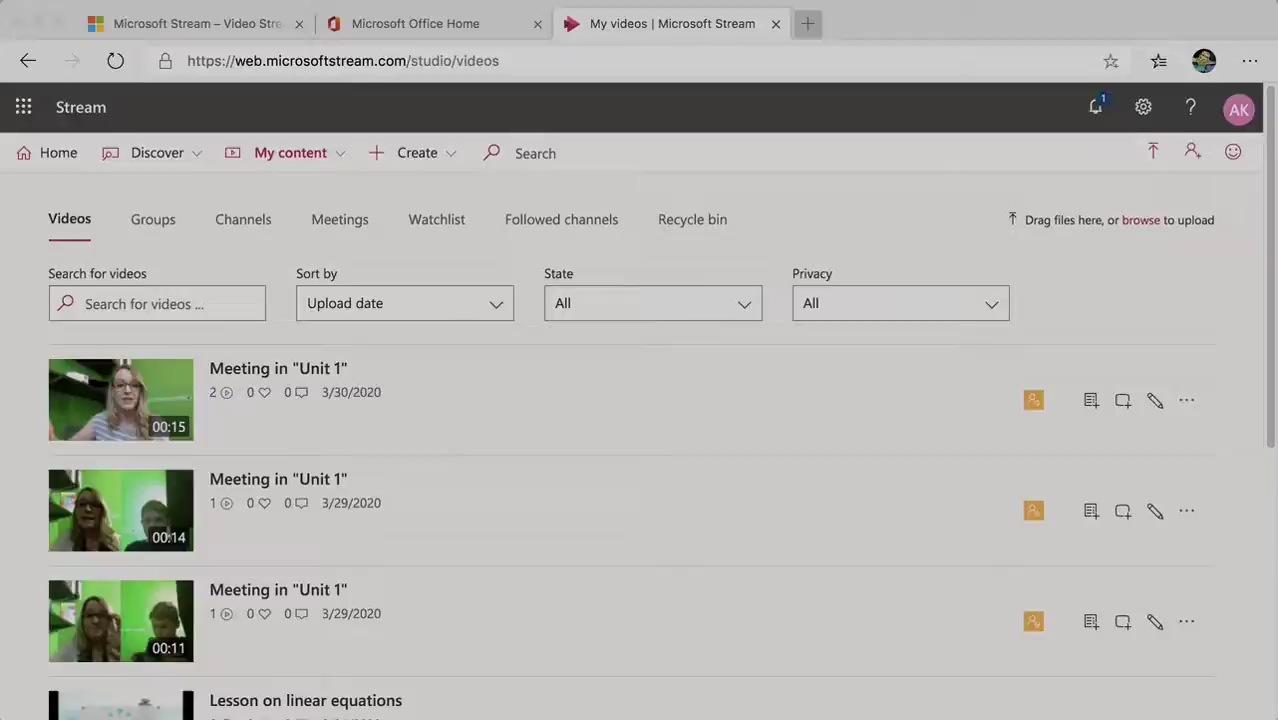 Microsoft Stream – Video Stre
Microsoft Office Home
My videos | Microsoft Stream
https://web.microsoftstream.com/studio/videos
Stream
1
AK
Home
Discover
My content
Create
Search
Videos
Groups
Channels
Meetings
Watchlist
Followed channels
Recycle bin
Drag files here, or browse to upload
Search for videos
Sort by
State
Privacy
Search for videos ...
Upload date
All
All
Meeting in "Unit 1"
2 0 0 3/30/2020
00:15
Meeting in "Unit 1"
1 0 0 3/29/2020
00:14
Meeting in "Unit 1"
1 0 0 3/29/2020
00:11
Lesson on linear equations